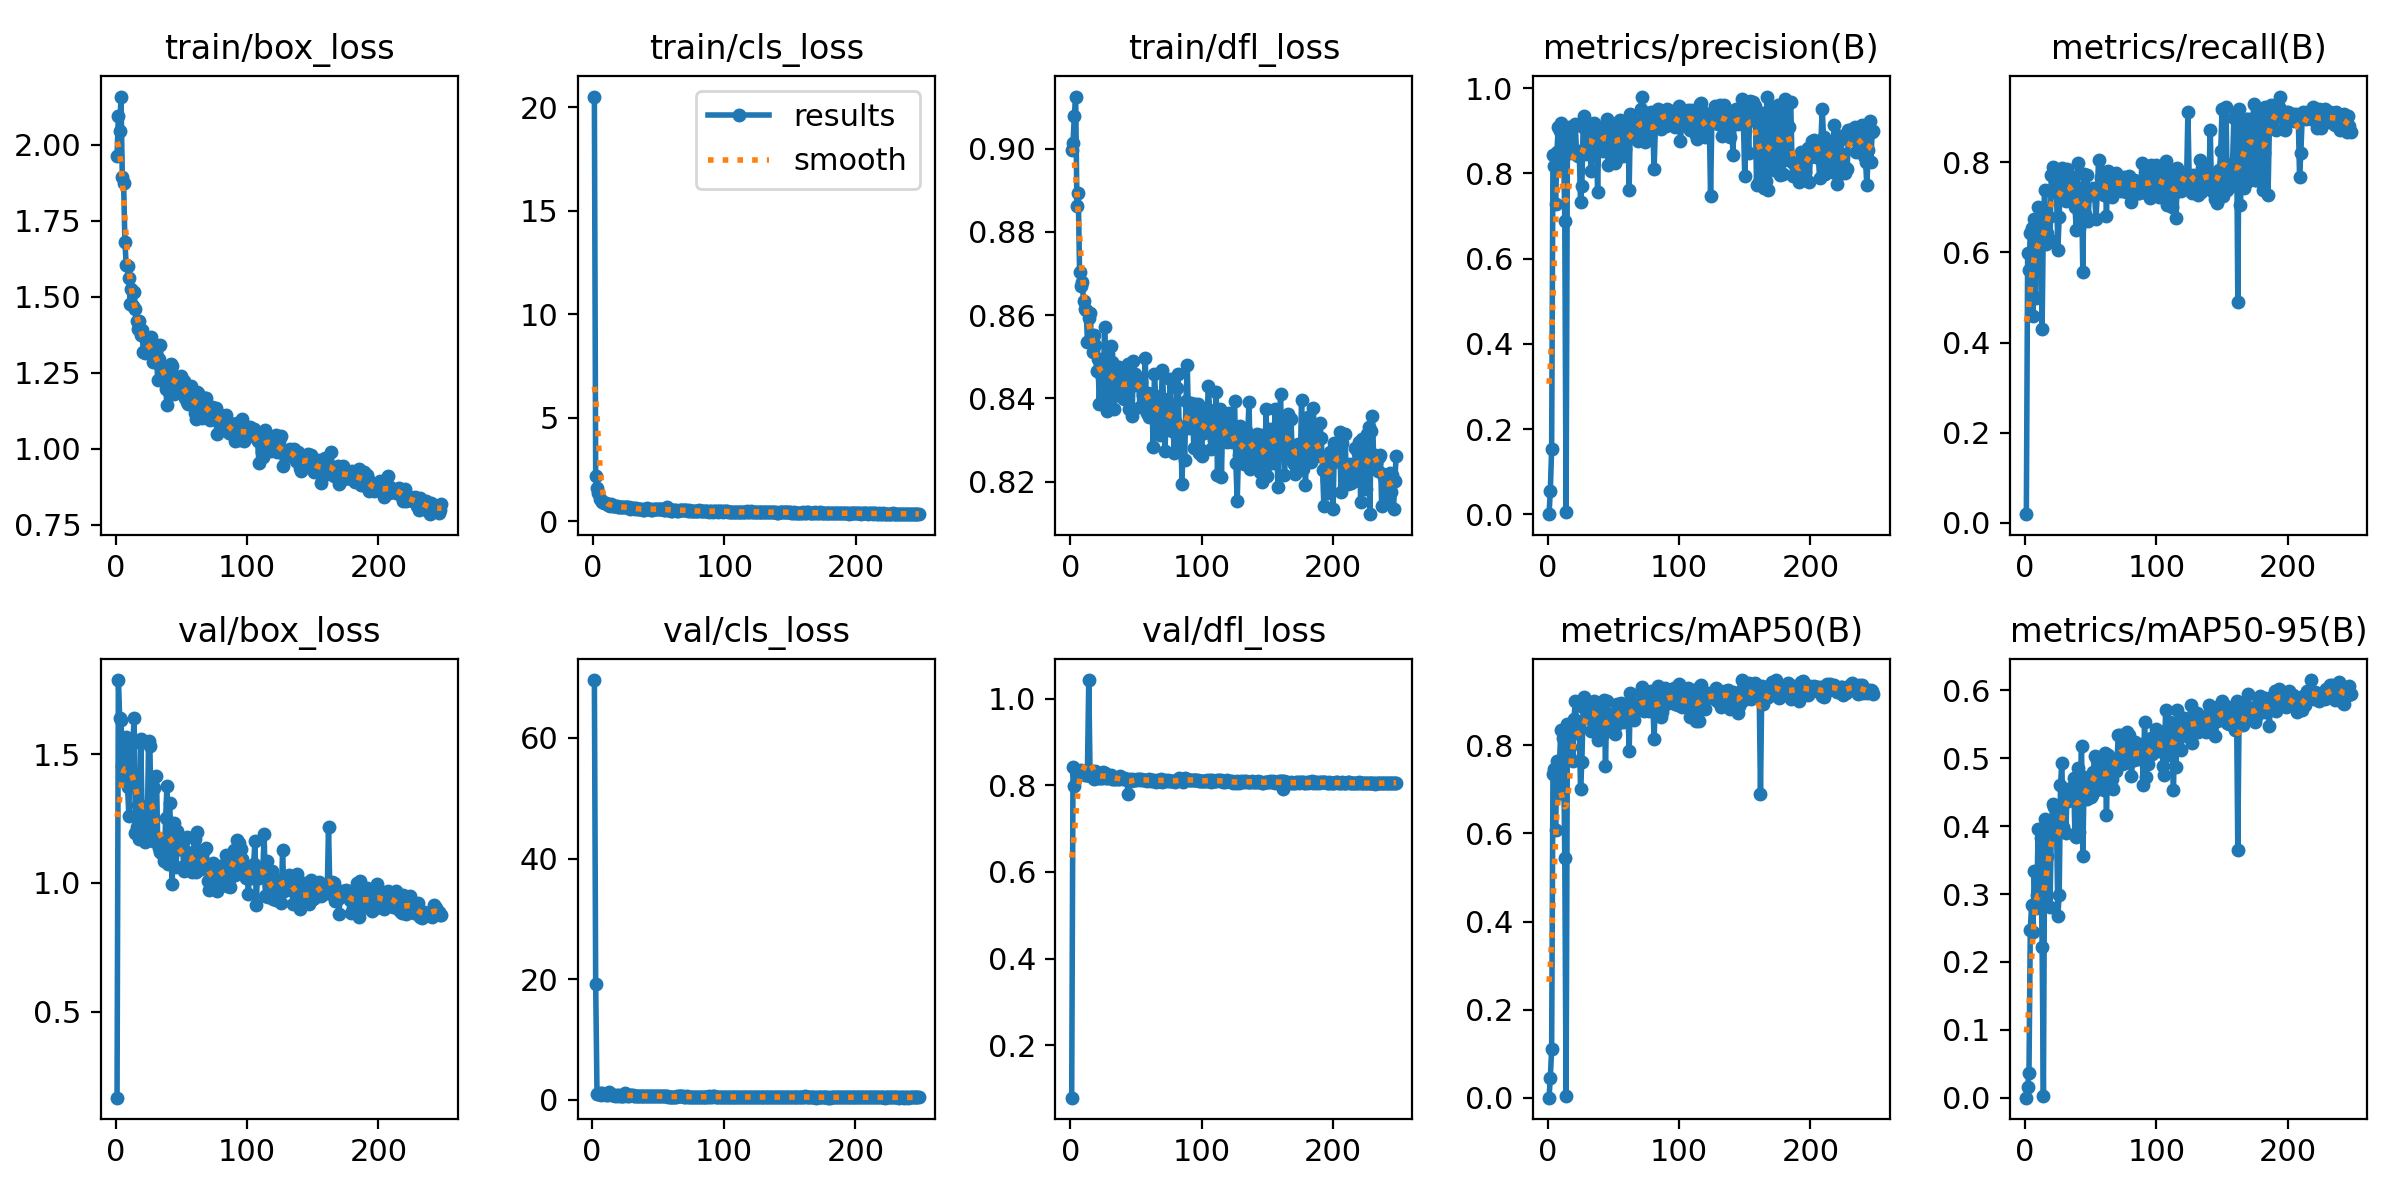 train/box_loss
2.00
1.75
1.50
1.25
1.00
0.75
0 100 200
train/cls_loss
results
smooth
20
15
10
5
0
0 100 200
train/dfl_loss
0.90
0.88
0.86
0.84
0.82
0 100 200
metrics/precision(B)
1.0
0.8
0.6
0.4
0.2
0.0
0 100 200
metrics/recall(B)
0.8
0.6
0.4
0.2
0.0
0 100 200
val/box_loss
1.5
1.0
0.5
0 100 200
val/cls_loss
60
40
20
0
0 100 200
val/dfl_loss
1.0
0.8
0.6
0.4
0.2
0 100 200
metrics/mAP50(B)
0.8
0.6
0.4
0.2
0.0
0 100 200
metrics/mAP50-95(B)
0.6
0.5
0.4
0.3
0.2
0.1
0.0
0 100 200